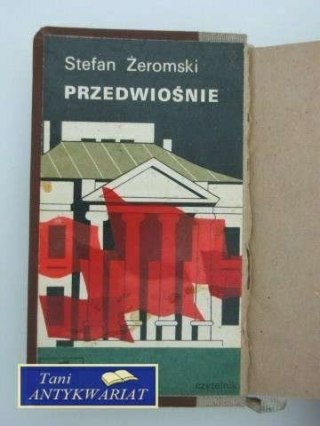 Stefan Żeromski
PRZEDWIOŚNIE
czytelnik
Tani
ANTYKWARIAT